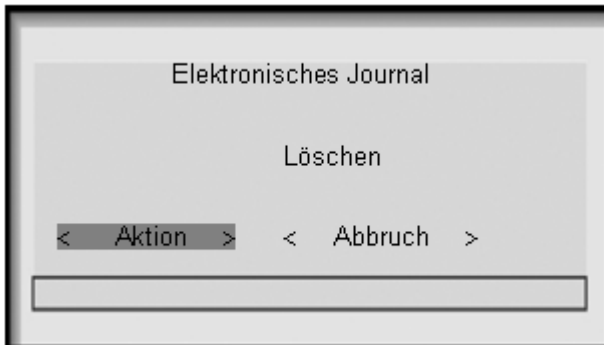 Elektronisches Journal
Löschen
< Aktion > < Abbruch >